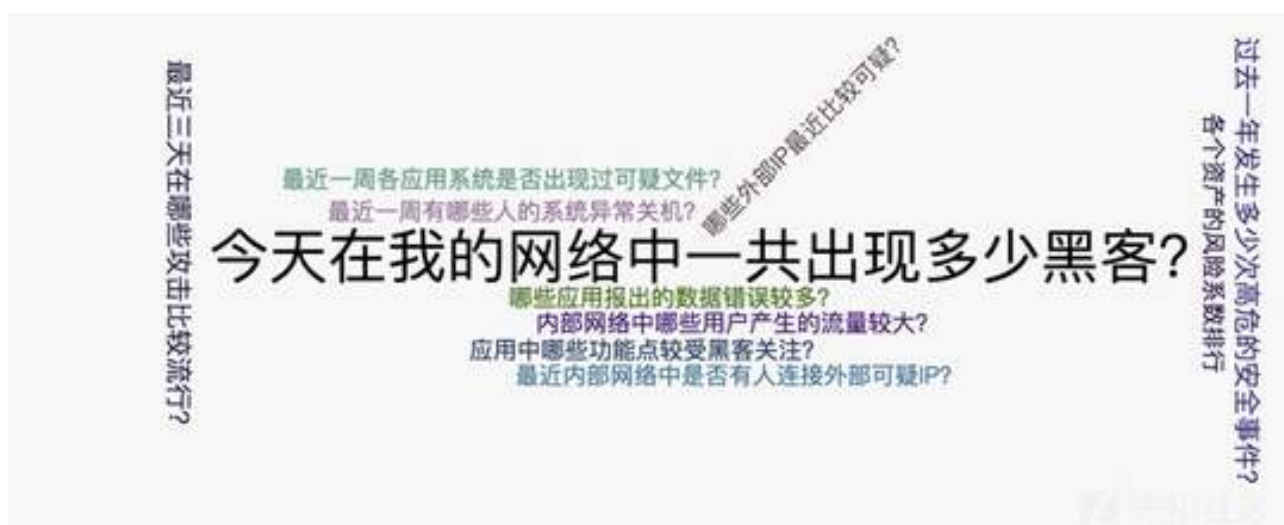 最近三天在哪些攻击比较流行?
最近一周各应用系统是否出现过可疑文件?
最近一周有哪些人的系统异常关机?
哪些外部IP最近比较可疑?
今天在我的网络中一共出现多少黑客?
哪些应用报出的数据错误较多?
内部网络中哪些用户产生的流量较大?
应用中哪些功能点较受黑客关注?
最近内部网络中是否有人连接外部可疑IP?
各个资产的风险系数排行
过去一年发生多少次高危的安全事件?